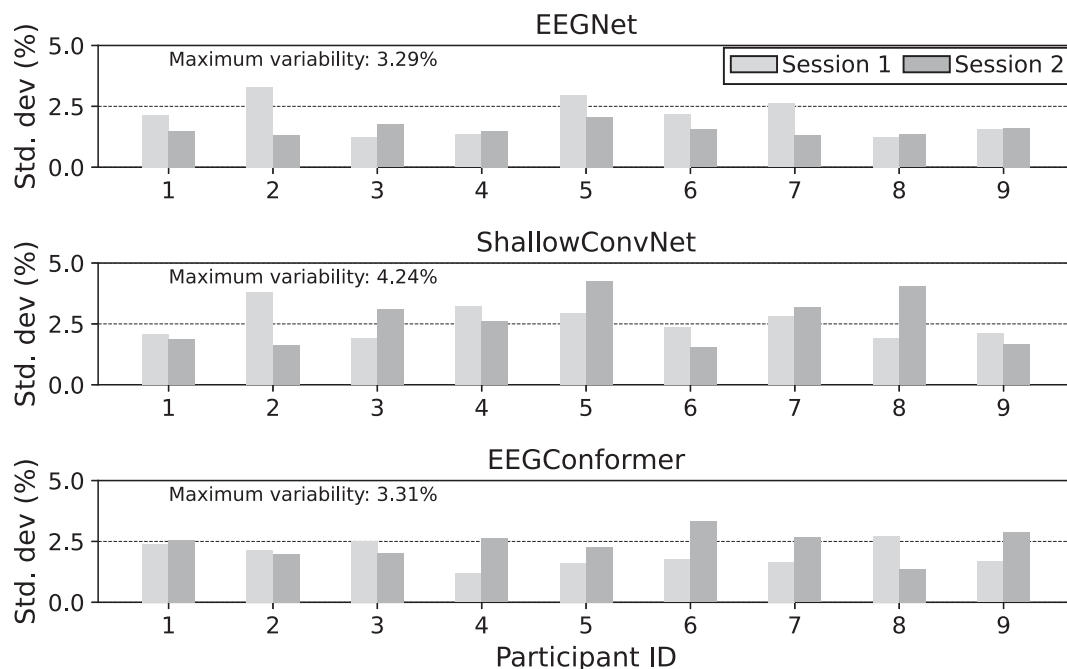 EEGNet
Std. dev (%)
5.0
2.5
0.0
Maximum variability: 3.29%
Session 1 Session 2
1 2 3 4 5 6 7 8 9
ShallowConvNet
Std. dev (%)
5.0
2.5
0.0
Maximum variability: 4.24%
1 2 3 4 5 6 7 8 9
EEGConformer
Std. dev (%)
5.0
2.5
0.0
Maximum variability: 3.31%
1 2 3 4 5 6 7 8 9
Participant ID